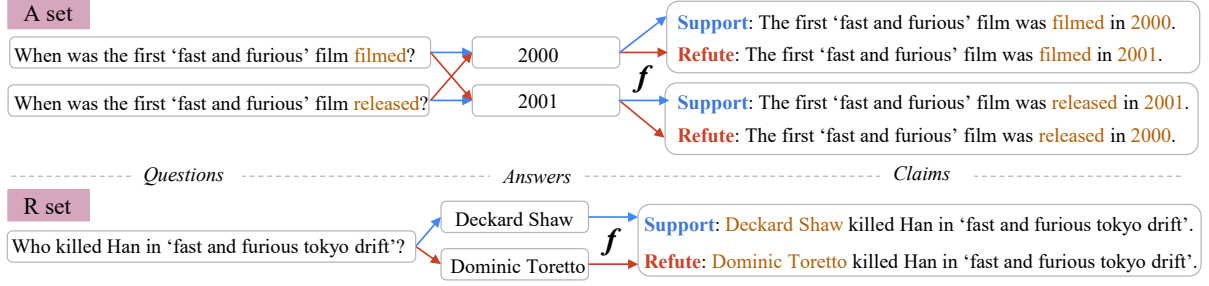 A set
When was the first ‘fast and furious’ film filmed?
When was the first ‘fast and furious’ film released?
2000
2001
f
Support: The first ‘fast and furious’ film was filmed in 2000.
Refute: The first ‘fast and furious’ film was filmed in 2001.
Support: The first ‘fast and furious’ film was released in 2001.
Refute: The first ‘fast and furious’ film was released in 2000.
Questions Answers Claims
R set
Who killed Han in ‘fast and furious tokyo drift’?
Deckard Shaw
Dominic Toretto
f
Support: Deckard Shaw killed Han in ‘fast and furious tokyo drift’.
Refute: Dominic Toretto killed Han in ‘fast and furious tokyo drift’.